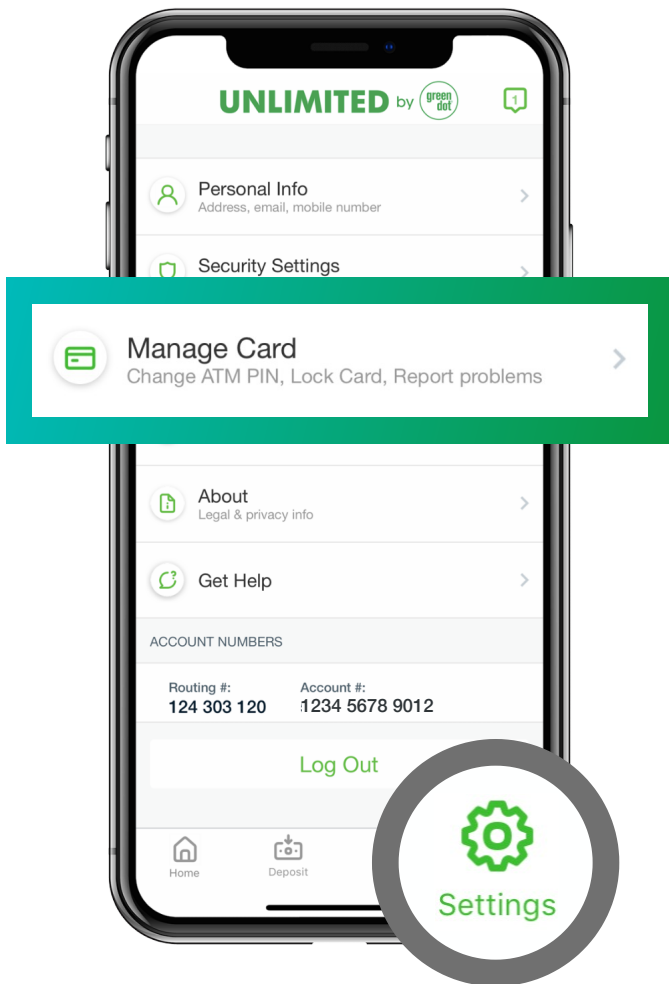 UNLIMITED by green dot
1
Personal Info
Address, email, mobile number
Security Settings
Manage Card
Change ATM PIN, Lock Card, Report problems
About
Legal & privacy info
Get Help
ACCOUNT NUMBERS
Routing #: Account #:
124 303 120 1234 5678 9012
Log Out
Home Deposit Settings